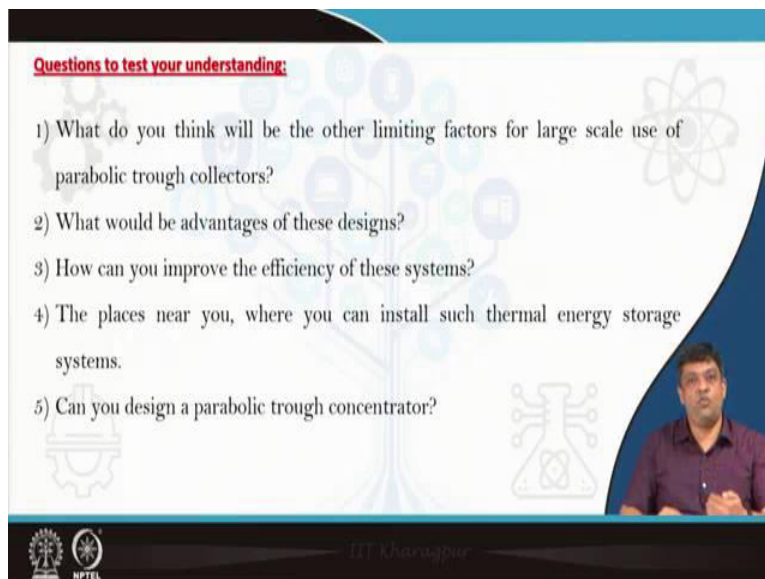 Questions to test your understanding:
1) What do you think will be the other limiting factors for large scale use of
parabolic trough collectors?
2) What would be advantages of these designs?
3) How can you improve the efficiency of these systems?
4) The places near you, where you can install such thermal energy storage
systems.
5) Can you design a parabolic trough concentrator?
IIT Kharagpur
NPTEL